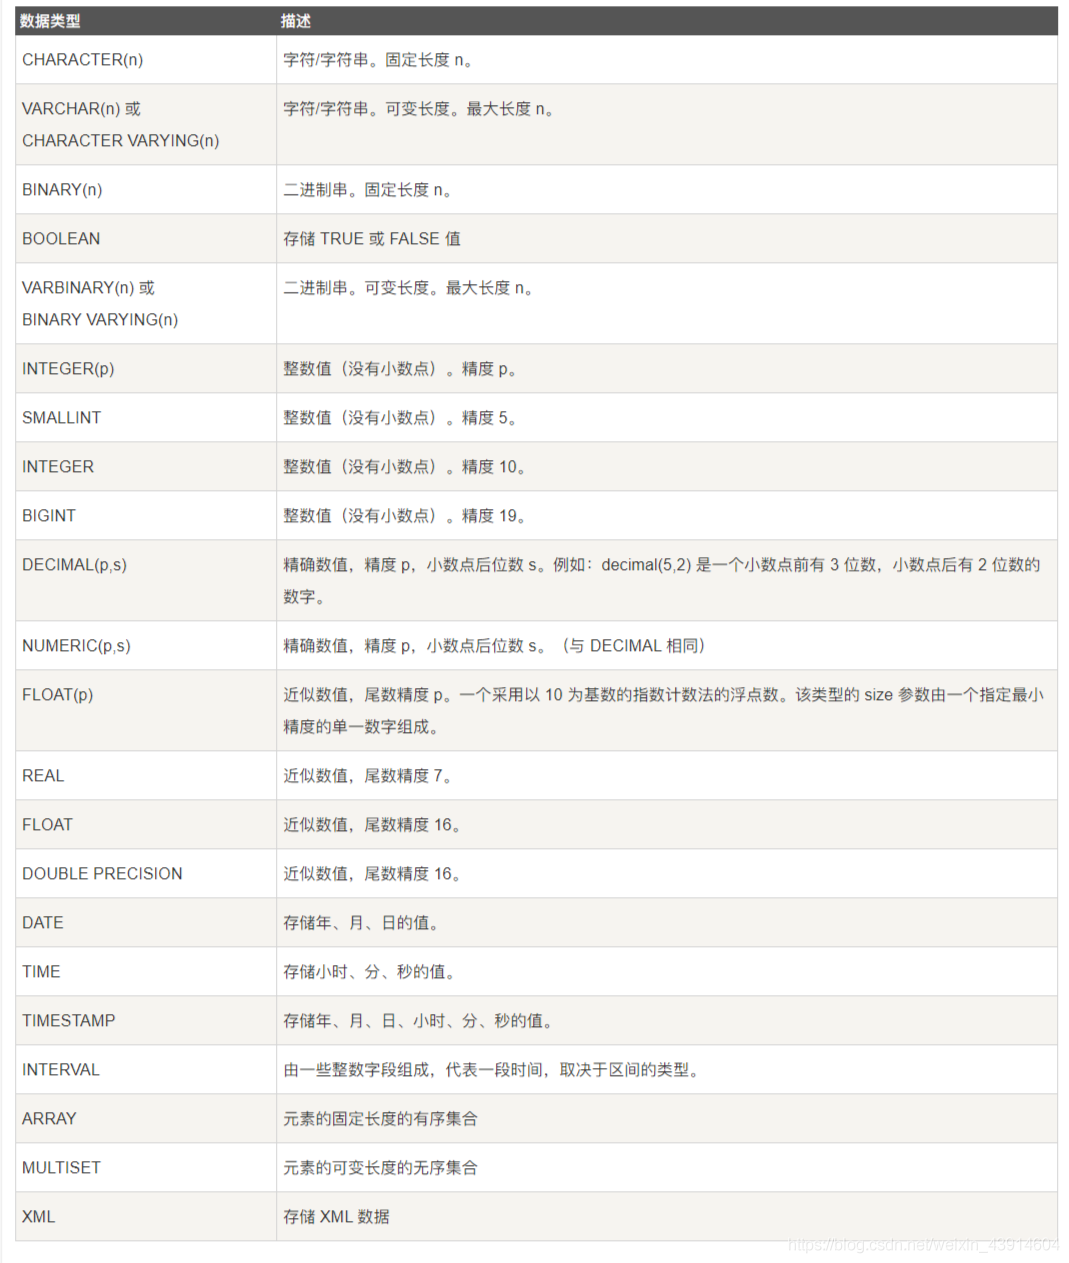 数据类型 描述
CHARACTER(n) 字符/字符串。固定长度 n。
VARCHAR(n) 或 字符/字符串。可变长度。最大长度 n。
CHARACTER VARYING(n)
BINARY(n) 二进制串。固定长度 n。
BOOLEAN 存储 TRUE 或 FALSE 值
VARBINARY(n) 或 二进制串。可变长度。最大长度 n。
BINARY VARYING(n)
INTEGER(p) 整数值（没有小数点）。精度 p。
SMALLINT 整数值（没有小数点）。精度 5。
INTEGER 整数值（没有小数点）。精度 10。
BIGINT 整数值（没有小数点）。精度 19。
DECIMAL(p,s) 精确数值，精度 p，小数点后位数 s。例如：decimal(5,2) 是一个小数点前有 3 位数，小数点后有 2 位数的
数字。
NUMERIC(p,s) 精确数值，精度 p，小数点后位数 s。（与 DECIMAL 相同）
FLOAT(p) 近似数值，尾数精度 p。一个采用以 10 为基数的指数计数法的浮点数。该类型的 size 参数由一个指定最小
精度的单一数字组成。
REAL 近似数值，尾数精度 7。
FLOAT 近似数值，尾数精度 16。
DOUBLE PRECISION 近似数值，尾数精度 16。
DATE 存储年、月、日的值。
TIME 存储小时、分、秒的值。
TIMESTAMP 存储年、月、日、小时、分、秒的值。
INTERVAL 由一些整数字段组成，代表一段时间，取决于区间的类型。
ARRAY 元素的固定长度的有序集合
MULTISET 元素的可变长度的无序集合
XML 存储 XML 数据
https://blog.csdn.net/weixin_43914604